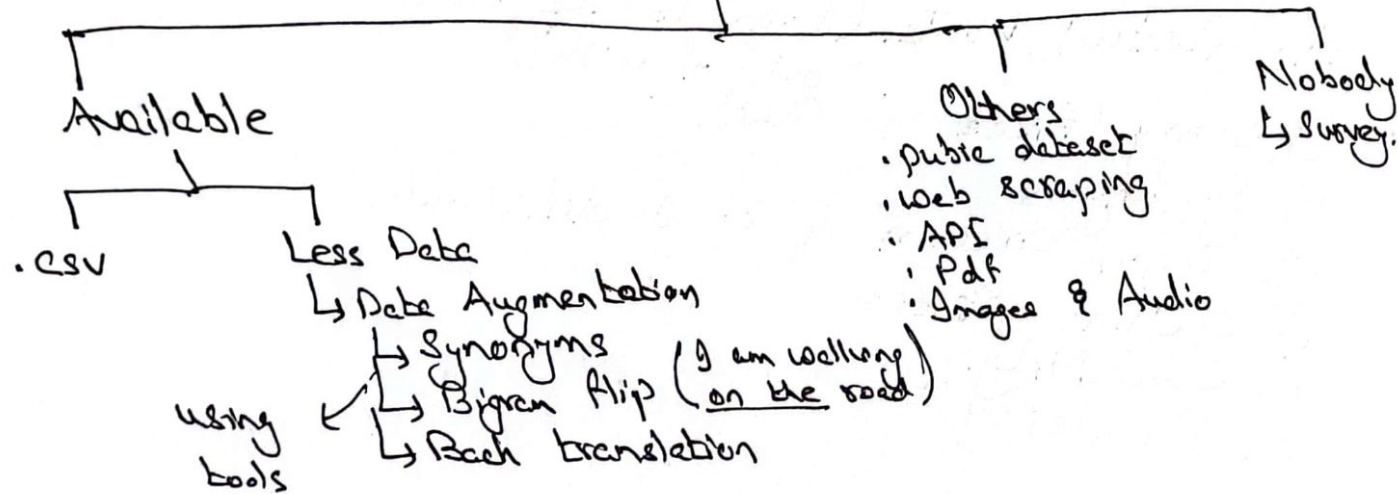 Available
.csv
Less Data
↳ Data Augmentation
↳ Synonyms
↳ Bigram flip (I am walking
on the road)
↳ Back translation
using
tools
Others
. pubic dataset
. web scraping
. API
. Pdf
. Images & Audio
Nobody
↳ Survey.